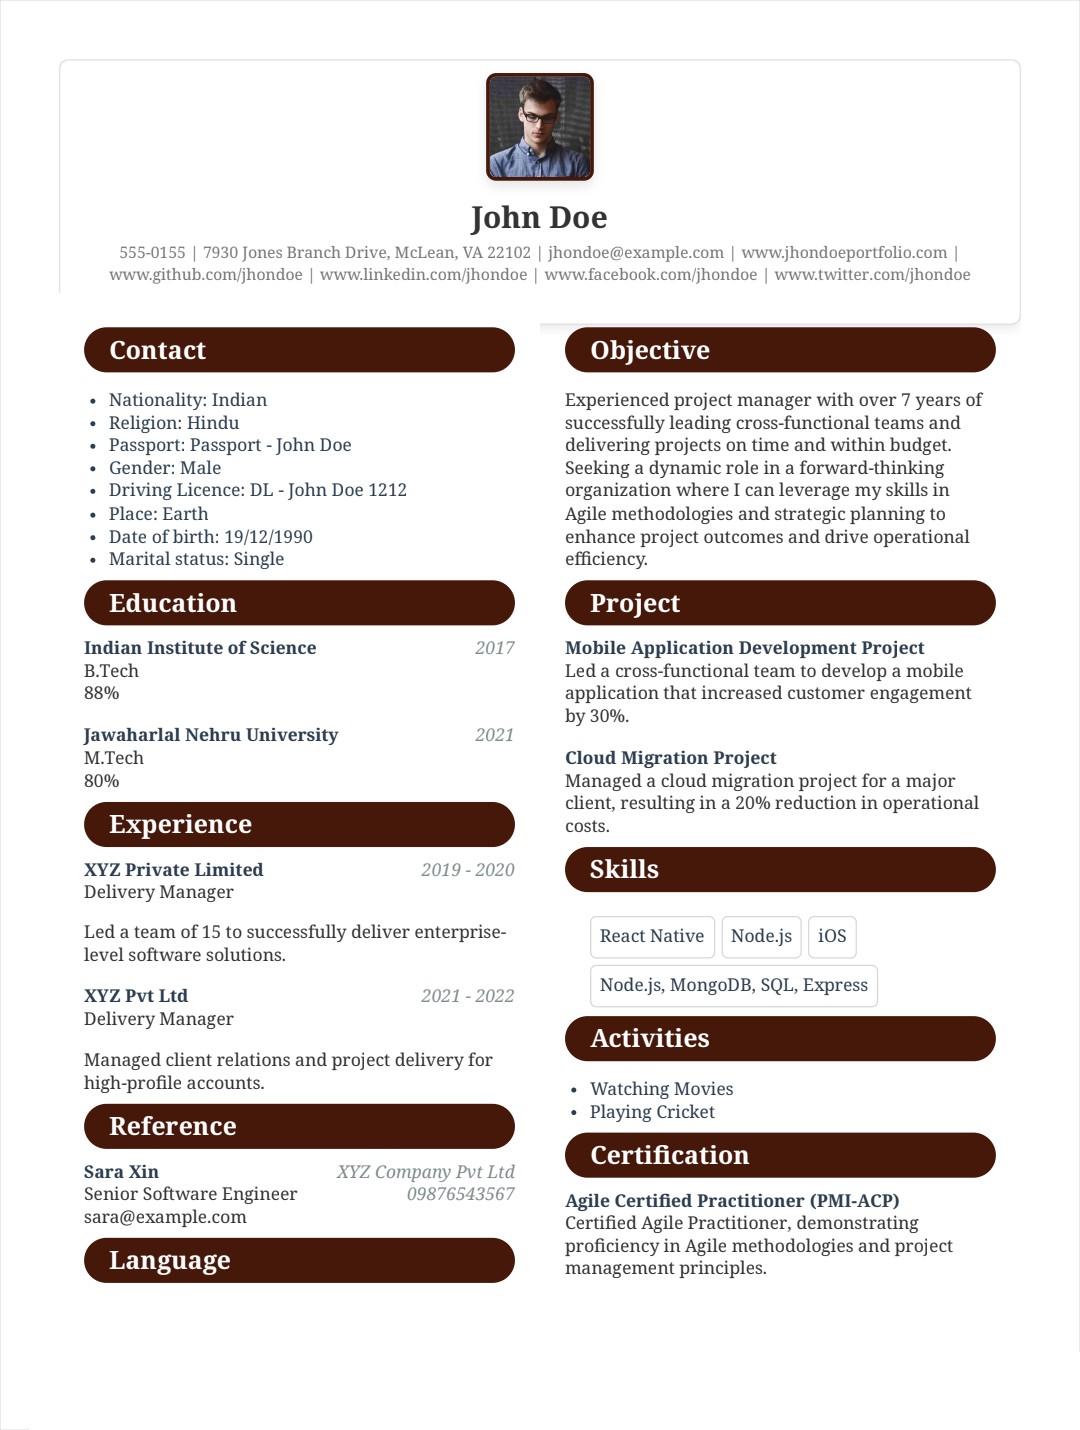 John Doe
555-0155 | 7930 Jones Branch Drive, McLean, VA 22102 | jhondoe@example.com | www.jhondoeportfolio.com |
www.github.com/jhondoe | www.linkedin.com/jhondoe | www.facebook.com/jhondoe | www.twitter.com/jhondoe
Contact
• Nationality: Indian
• Religion: Hindu
• Passport: Passport - John Doe
• Gender: Male
• Driving Licence: DL - John Doe 1212
• Place: Earth
• Date of birth: 19/12/1990
• Marital status: Single
Education
Indian Institute of Science 2017
B.Tech
88%
Jawaharlal Nehru University 2021
M.Tech
80%
Experience
XYZ Private Limited 2019 - 2020
Delivery Manager
Led a team of 15 to successfully deliver enterprise-
level software solutions.
XYZ Pvt Ltd 2021 - 2022
Delivery Manager
Managed client relations and project delivery for
high-profile accounts.
Reference
Sara Xin XYZ Company Pvt Ltd
Senior Software Engineer 09876543567
sara@example.com
Language
Objective
Experienced project manager with over 7 years of
successfully leading cross-functional teams and
delivering projects on time and within budget.
Seeking a dynamic role in a forward-thinking
organization where I can leverage my skills in
Agile methodologies and strategic planning to
enhance project outcomes and drive operational
efficiency.
Project
Mobile Application Development Project
Led a cross-functional team to develop a mobile
application that increased customer engagement
by 30%.
Cloud Migration Project
Managed a cloud migration project for a major
client, resulting in a 20% reduction in operational
costs.
Skills
React Native Node.js iOS
Node.js, MongoDB, SQL, Express
Activities
• Watching Movies
• Playing Cricket
Certification
Agile Certified Practitioner (PMI-ACP)
Certified Agile Practitioner, demonstrating
proficiency in Agile methodologies and project
management principles.